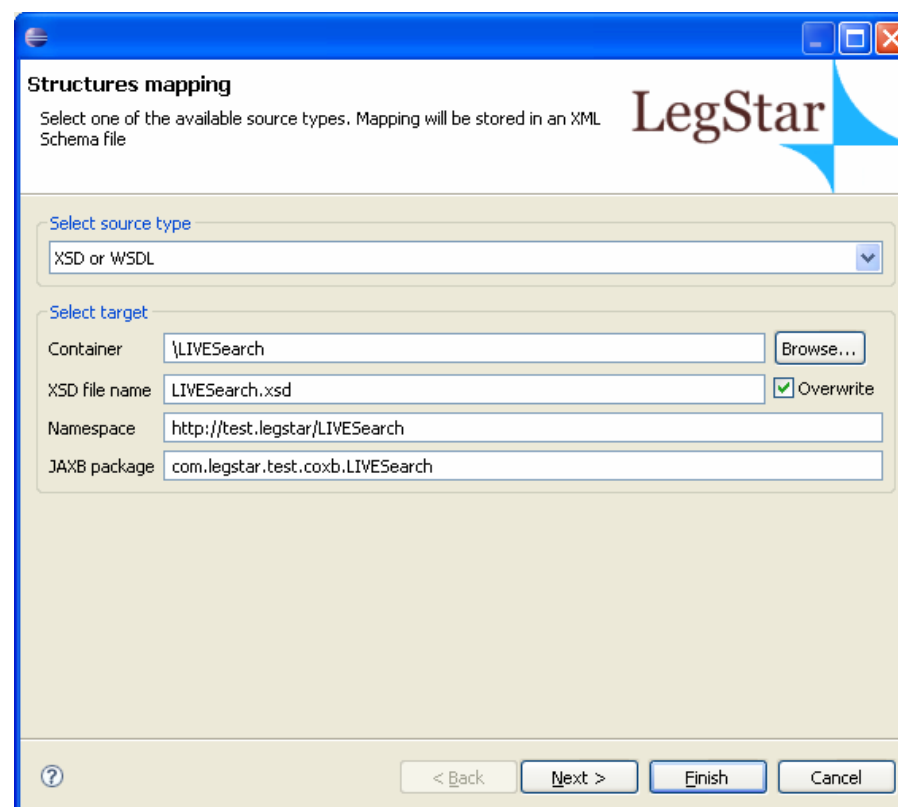 Structures mapping
Select one of the available source types. Mapping will be stored in an XML
Schema file
LegStar
Select source type
XSD or WSDL
Select target
Container \LIVESearch Browse...
XSD file name LIVESearch.xsd Overwrite
Namespace http://test.legstar/LIVESearch
JAXB package com.legstar.test.coxb.LIVESearch
? < Back Next > Finish Cancel